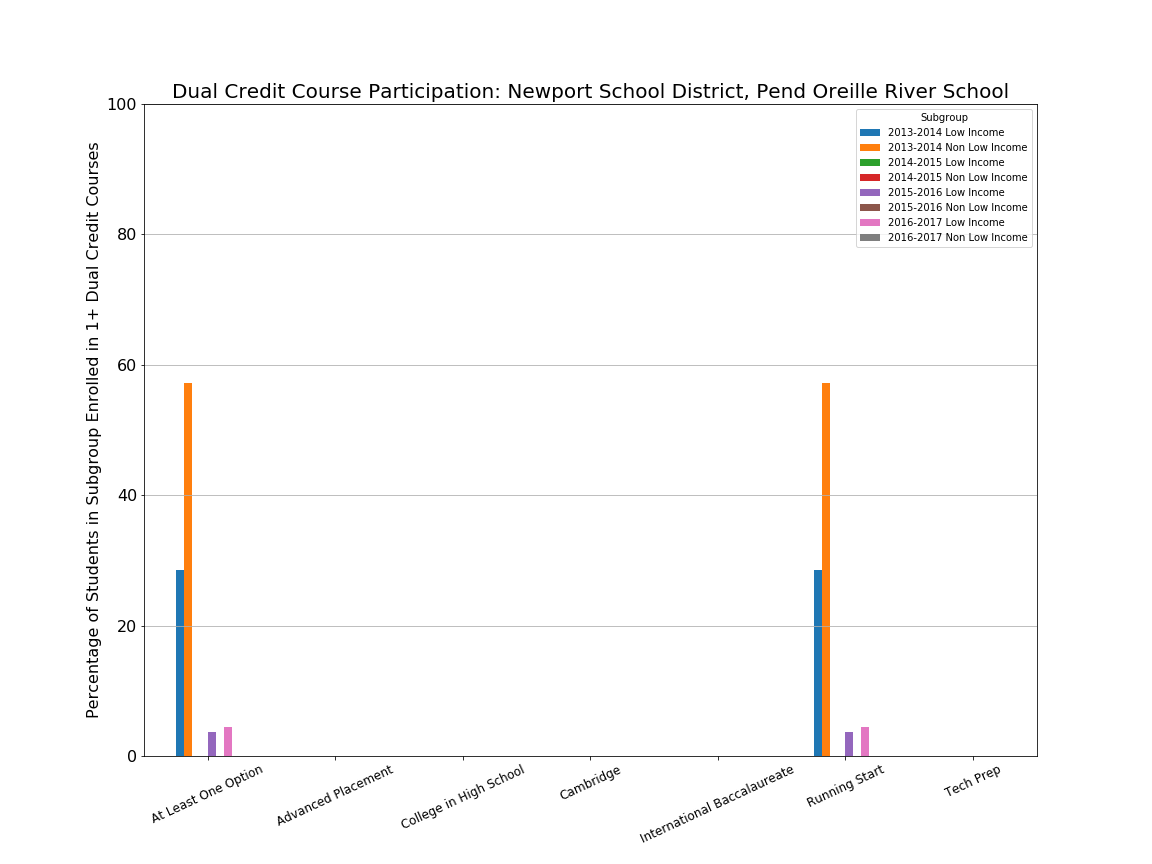 Dual Credit Course Participation: Newport School District, Pend Oreille River School
Percentage of Students in Subgroup Enrolled in 1+ Dual Credit Courses
100
80
60
40
20
0
Subgroup
2013-2014 Low Income
2013-2014 Non Low Income
2014-2015 Low Income
2014-2015 Non Low Income
2015-2016 Low Income
2015-2016 Non Low Income
2016-2017 Low Income
2016-2017 Non Low Income
At Least One Option
Advanced Placement
College in High School
Cambridge
International Baccalaureate
Running Start
Tech Prep